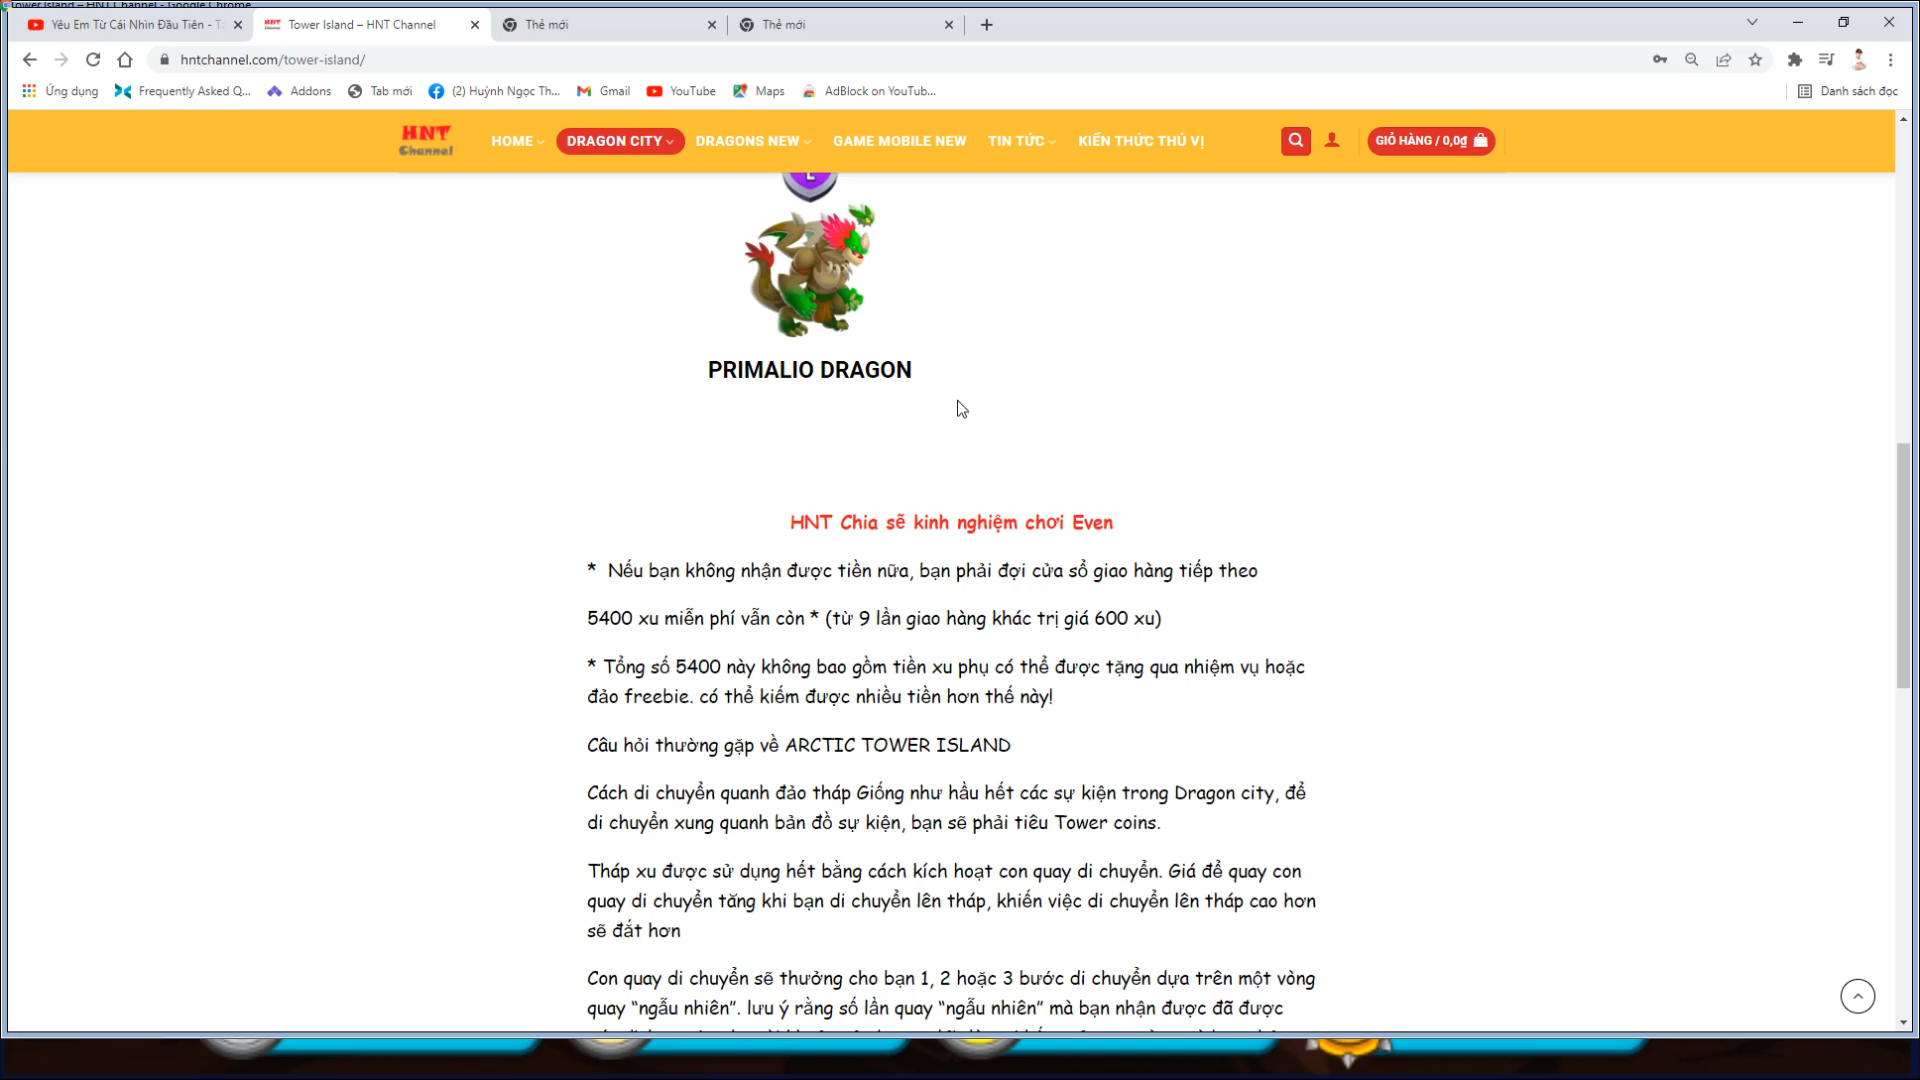 Tower Island – HNT Channel - Google Chrome
Yêu Em Từ Cái Nhìn Đầu Tiên - T
Tower Island – HNT Channel
Thẻ mới
Thẻ mới
hntchannel.com/tower-island/
Ứng dụng
Frequently Asked Q...
Addons
Tab mới
(2) Huỳnh Ngọc Th...
Gmail
YouTube
Maps
AdBlock on YouTub...
Danh sách đọc
HNT
Channel
HOME
DRAGON CITY
DRAGONS NEW
GAME MOBILE NEW
TIN TỨC
KIẾN THỨC THÚ VỊ
GIỎ HÀNG / 0,0₫
PRIMALIO DRAGON
HNT Chia sẽ kinh nghiệm chơi Even
* Nếu bạn không nhận được tiền nữa, bạn phải đợi cửa sổ giao hàng tiếp theo
5400 xu miễn phí vẫn còn * (từ 9 lần giao hàng khác trị giá 600 xu)
* Tổng số 5400 này không bao gồm tiền xu phụ có thể được tặng qua nhiệm vụ hoặc
đảo freebie. có thể kiếm được nhiều tiền hơn thế này!
Câu hỏi thường gặp về ARCTIC TOWER ISLAND
Cách di chuyển quanh đảo tháp Giống như hầu hết các sự kiện trong Dragon city, để
di chuyển xung quanh bản đồ sự kiện, bạn sẽ phải tiêu Tower coins.
Tháp xu được sử dụng hết bằng cách kích hoạt con quay di chuyển. Giá để quay con
quay di chuyển tăng khi bạn di chuyển lên tháp, khiến việc di chuyển lên tháp cao hơn
sẽ đắt hơn
Con quay di chuyển sẽ thưởng cho bạn 1, 2 hoặc 3 bước di chuyển dựa trên một vòng
quay “ngẫu nhiên”. lưu ý rằng số lần quay “ngẫu nhiên” mà bạn nhận được đã được